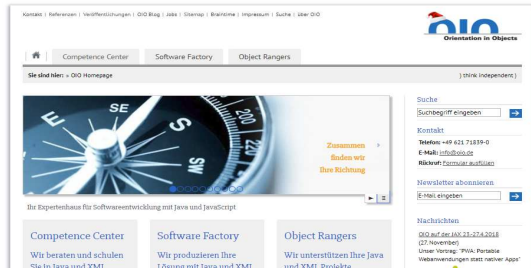 Kontakt | Referenzen | Veröffentlichungen | OIO Blog | Jobs | Sitemap | Braintime | Impressum | Suche | über OIO
OIO
Orientation in Objects
Competence Center
Software Factory
Object Rangers
Sie sind hier: » OIO Homepage
) think independent )
SE
S
SW
200
Zusammen
finden wir
Ihre Richtung
Ihr Expertenhaus für Softwareentwicklung mit Java und JavaScript
Competence Center
Wir beraten und schulen
Sie in Java und XML
Software Factory
Wir produzieren Ihre
Lösung mit Java und XML
Object Rangers
Wir unterstützen Ihre Java
und XML Projekte
Suche
Suchbegriff eingeben
Kontakt
Telefon: +49 621 71839-0
E-Mail: info@oio.de
Rückruf: Formular ausfüllen
Newsletter abonnieren
E-Mail eingeben
Nachrichten
OIO auf der JAX 23-27.4.2018
(27. November)
Unser Vortrag: "PWA: Portable
Webanwendungen statt nativer Apps"